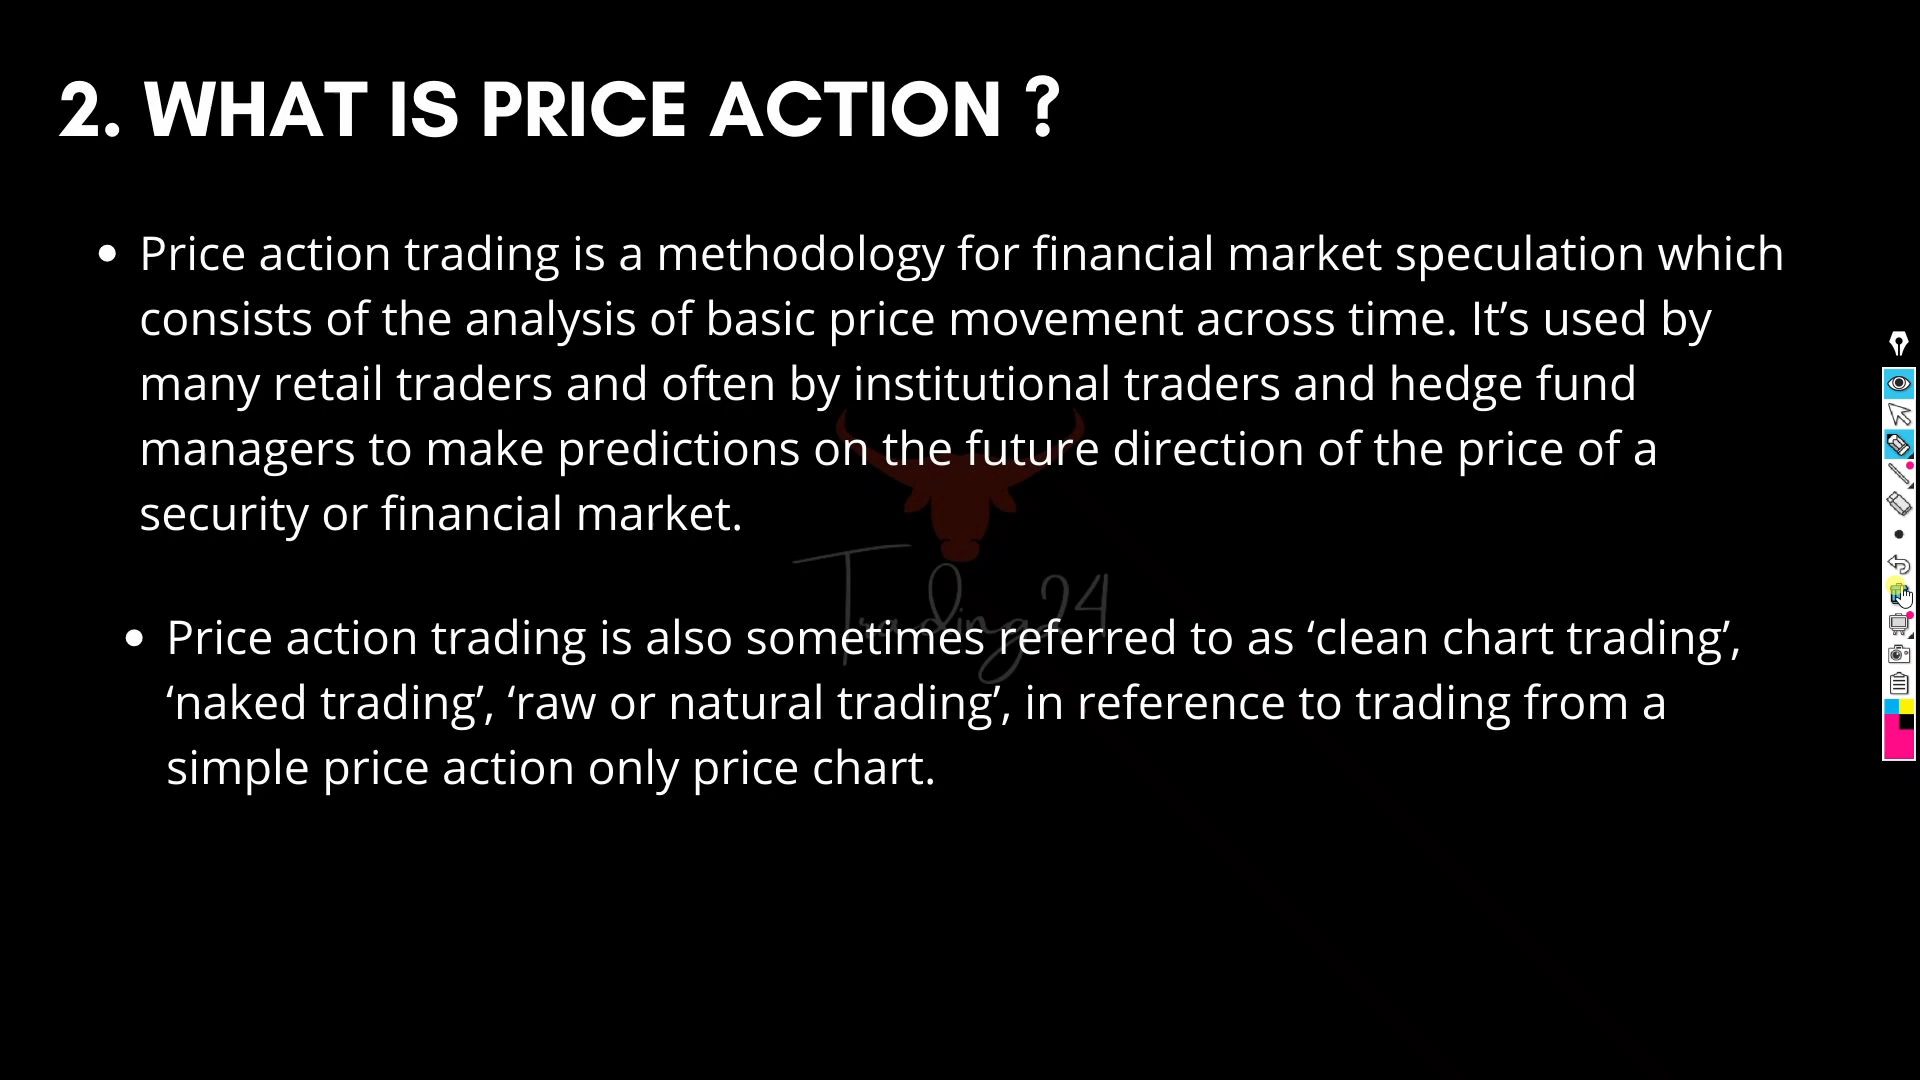 2. WHAT IS PRICE ACTION ?
• Price action trading is a methodology for financial market speculation which
consists of the analysis of basic price movement across time. It’s used by
many retail traders and often by institutional traders and hedge fund
managers to make predictions on the future direction of the price of a
security or financial market.
Trading24
• Price action trading is also sometimes referred to as ‘clean chart trading’,
‘naked trading’, ‘raw or natural trading’, in reference to trading from a
simple price action only price chart.